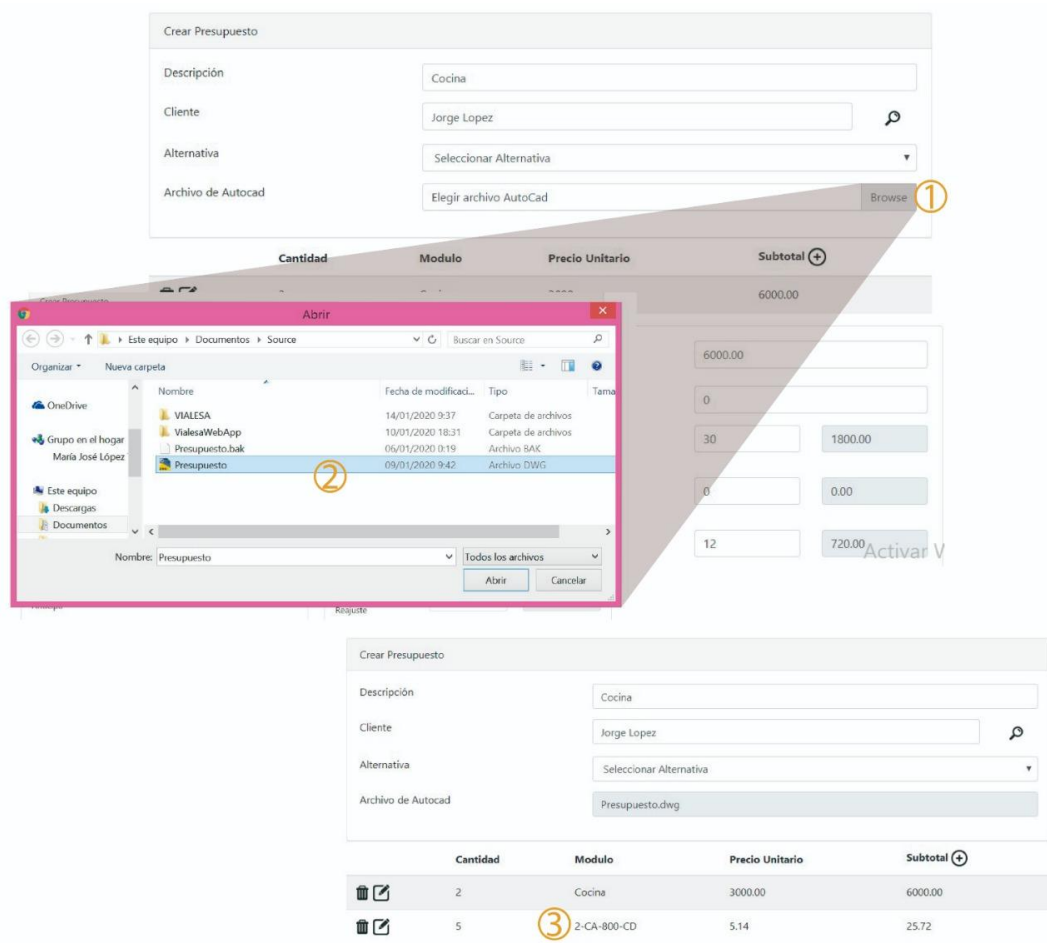 Crear Presupuesto
Descripción Cocina
Cliente Jorge Lopez
Alternativa Seleccionar Alternativa
Archivo de Autocad Elegir archivo AutoCad Browse 1
Cantidad Modulo Precio Unitario Subtotal
6000.00
Crear Presupuesto
Abrir
Este equipo Documentos Source Buscar en Source
Organizar Nueva carpeta
Nombre Fecha de modificaci... Tipo Tama
OneDrive
VIALESA 14/01/2020 9:37 Carpeta de archivos
VialesaWebApp 10/01/2020 18:31 Carpeta de archivos
Grupo en el hogar
Presupuesto.bak 06/01/2020 0:19 Archivo BAK
María José López
Presupuesto 09/01/2020 9:42 Archivo DWG
2
Este equipo
Descargas
Documentos
Nombre: Presupuesto Todos los archivos
Abrir Cancelar
6000.00
0
30 1800.00
0 0.00
12 720.00
Activar V
Reajuste
Crear Presupuesto
Descripción Cocina
Cliente Jorge Lopez
Alternativa Seleccionar Alternativa
Archivo de Autocad Presupuesto.dwg
Cantidad Modulo Precio Unitario Subtotal
2 Cocina 3000.00 6000.00
5 3 2-CA-800-CD 5.14 25.72